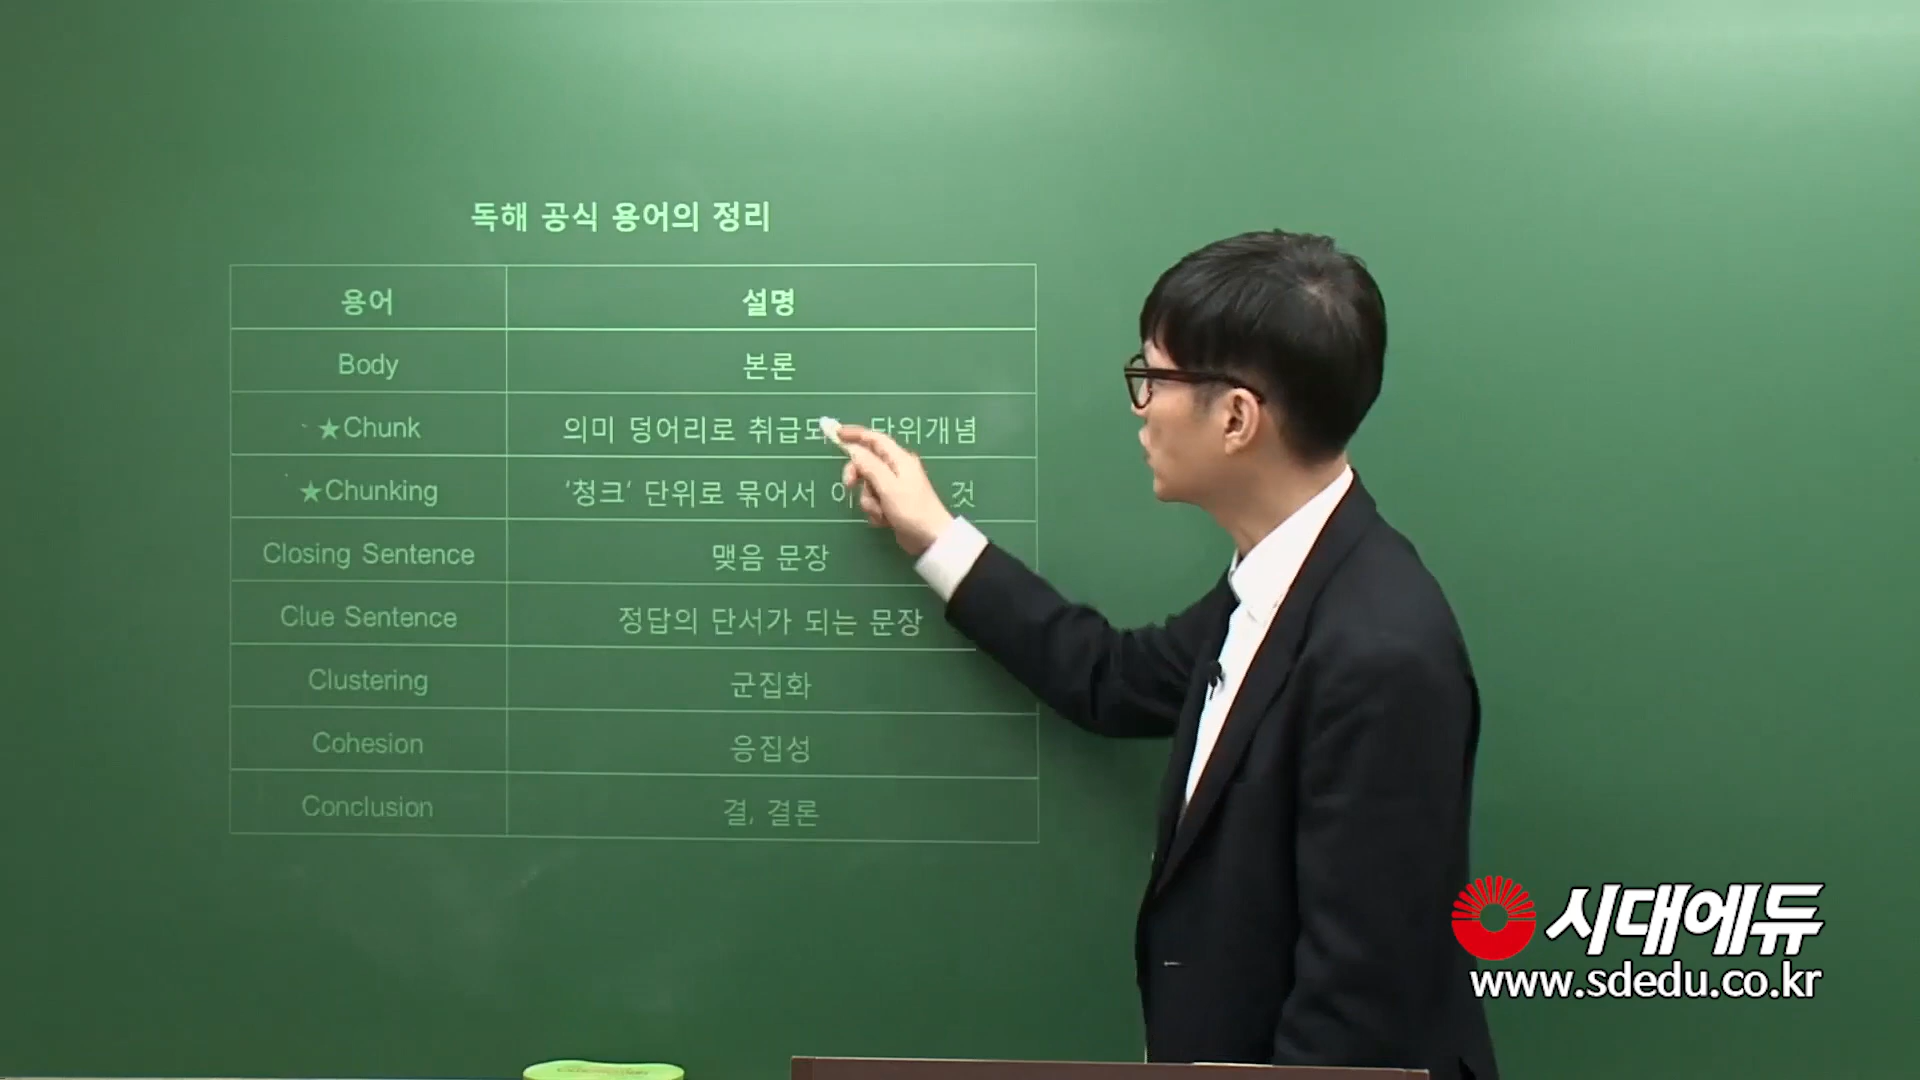 독해 공식 용어의 정리
용어 설명
Body 본론
★Chunk 의미 덩어리로 취급 단위개념
★Chunking '청크' 단위로 묶어서 것
Closing Sentence 맺음 문장
Clue Sentence 정답의 단서가 되는 문장
Clustering 군집화
Cohesion 응집성
Conclusion 결, 결론
시대에듀
www.sdedu.co.kr